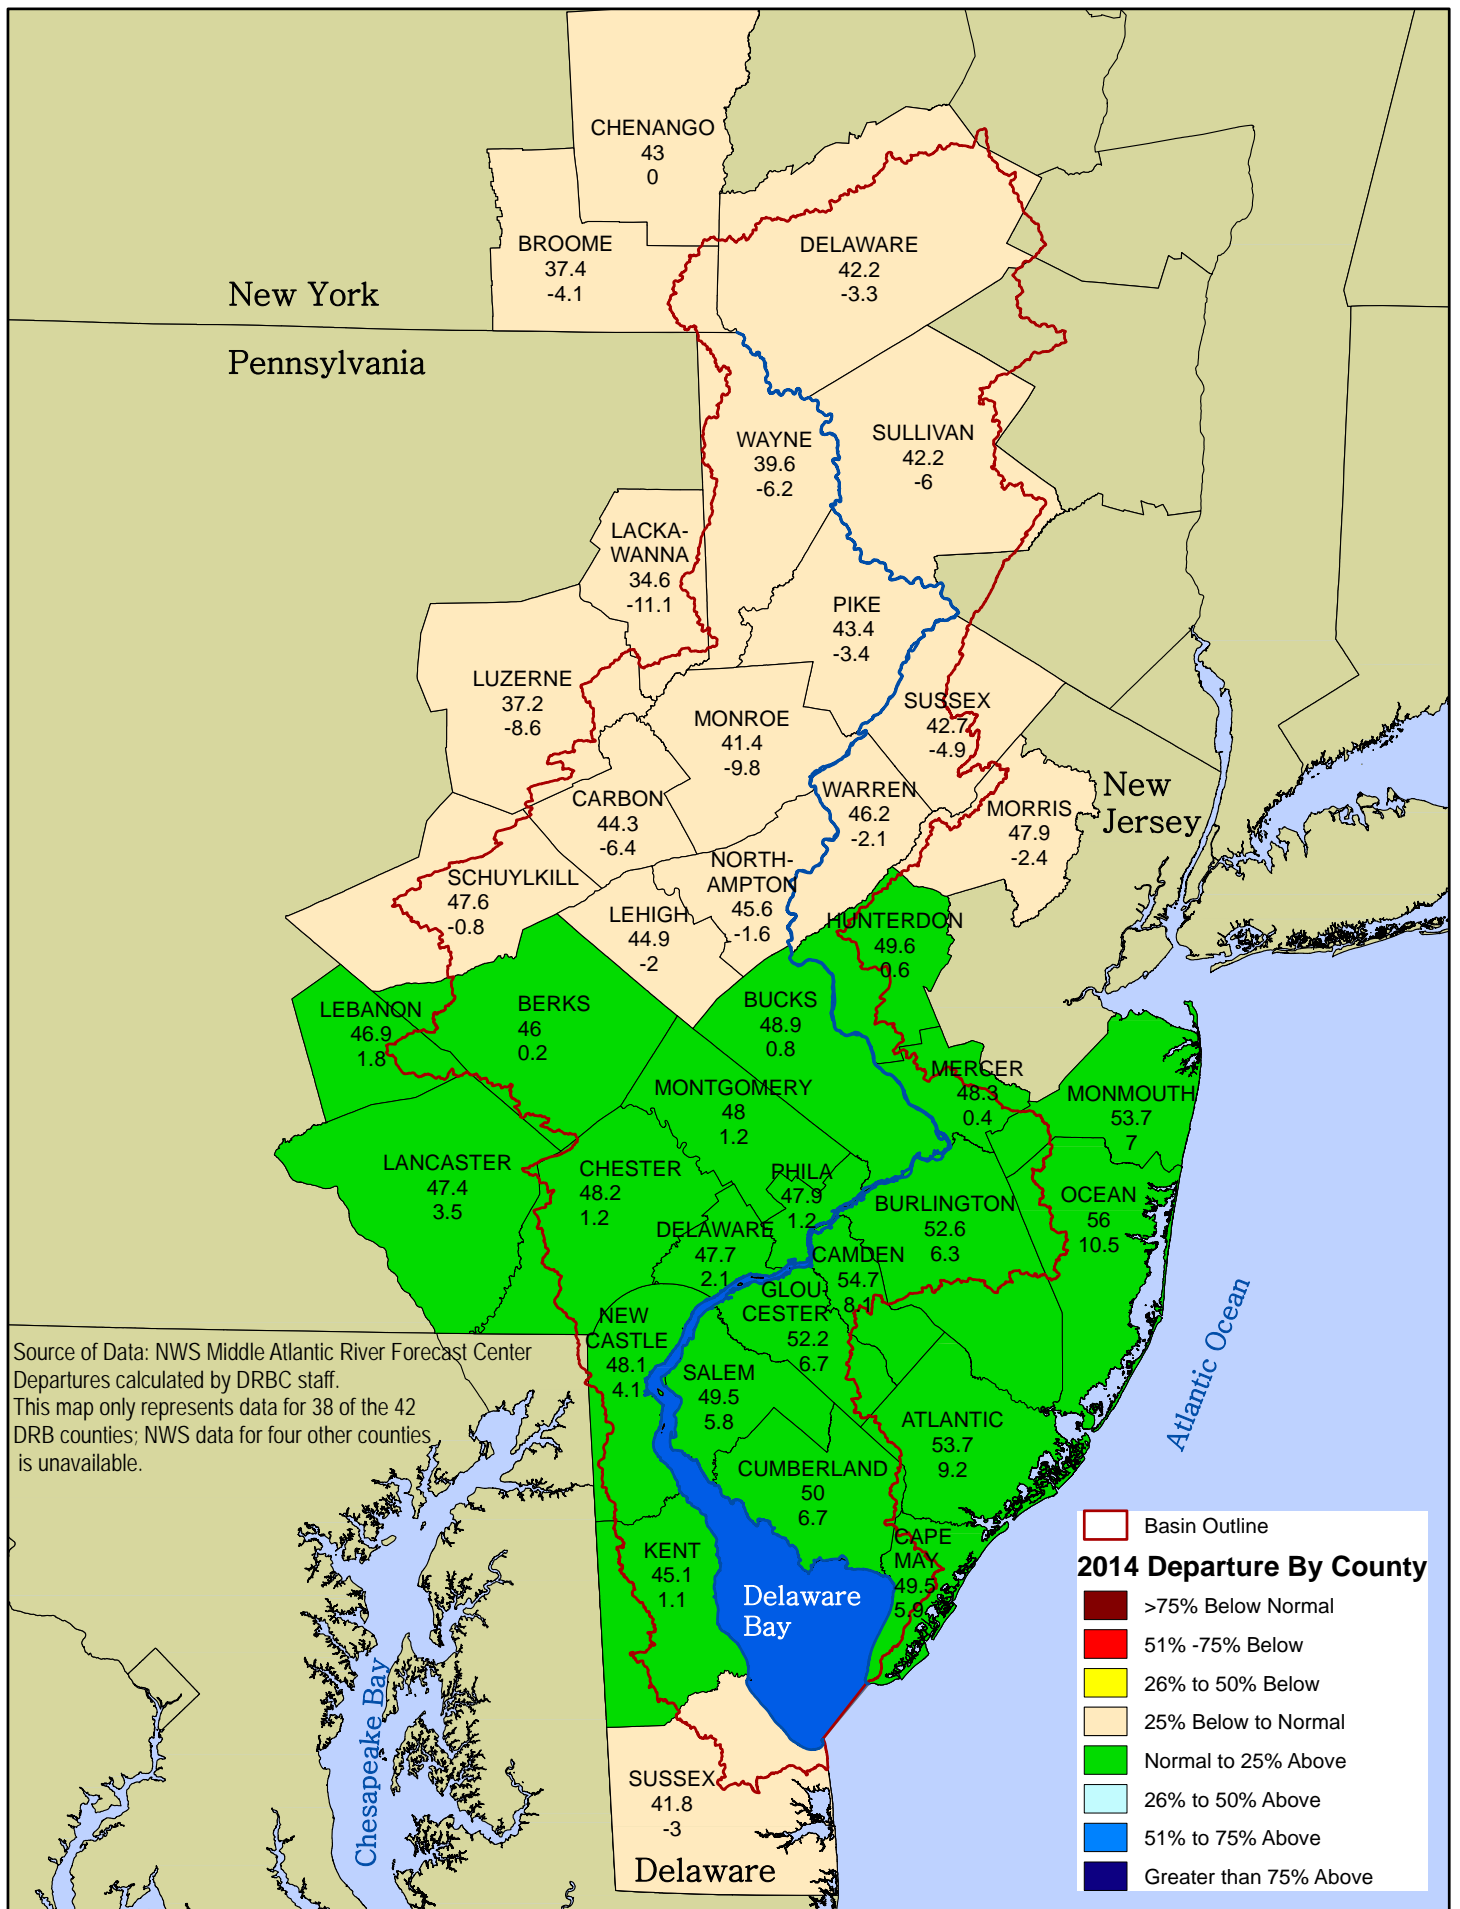 CHENANGO
43
0
BROOME
37.4
-4.1
DELAWARE
42.2
-3.3
New York
Pennsylvania
WAYNE
39.6
-6.2
SULLIVAN
42.2
-6
LACKA-
WANNA
34.6
-11.1
PIKE
43.4
-3.4
LUZERNE
37.2
-8.6
MONROE
41.4
-9.8
SUSSEX
42.7
-4.9
CARBON
44.3
-6.4
WARREN
46.2
-2.1
MORRIS
47.9
-2.4
New
Jersey
SCHUYLKILL
47.6
-0.8
LEHIGH
44.9
-2
NORTH-
AMPTON
45.6
-1.6
HUNTERDON
49.6
0.6
LEBANON
46.9
1.8
BERKS
46
0.2
BUCKS
48.9
0.8
MERCER
48.3
0.4
MONMOUTH
53.7
7
MONTGOMERY
48
1.2
LANCASTER
47.4
3.5
CHESTER
48.2
1.2
PHILA
47.9
1.2
BURLINGTON
52.6
6.3
OCEAN
56
10.5
DELAWARE
47.7
2.1
CAMDEN
54.7
8.1
GLOU-
CESTER
52.2
6.7
NEW
CASTLE
48.1
4.1
SALEM
49.5
5.8
ATLANTIC
53.7
9.2
CUMBERLAND
50
6.7
CAPE
MAY
49.5
5.9
KENT
45.1
1.1
Delaware
Bay
SUSSEX
41.8
-3
Delaware
Chesapeake Bay
Atlantic Ocean
Source of Data: NWS Middle Atlantic River Forecast Center
Departures calculated by DRBC staff.
This map only represents data for 38 of the 42
DRB counties; NWS data for four other counties
is unavailable.
Basin Outline
2014 Departure By County
>75% Below Normal
51% -75% Below
26% to 50% Below
25% Below to Normal
Normal to 25% Above
26% to 50% Above
51% to 75% Above
Greater than 75% Above